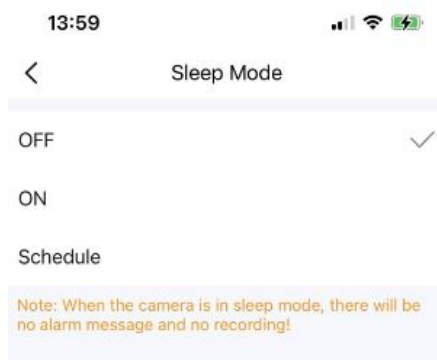 13:59
Sleep Mode
OFF
ON
Schedule
Note: When the camera is in sleep mode, there will be
no alarm message and no recording!